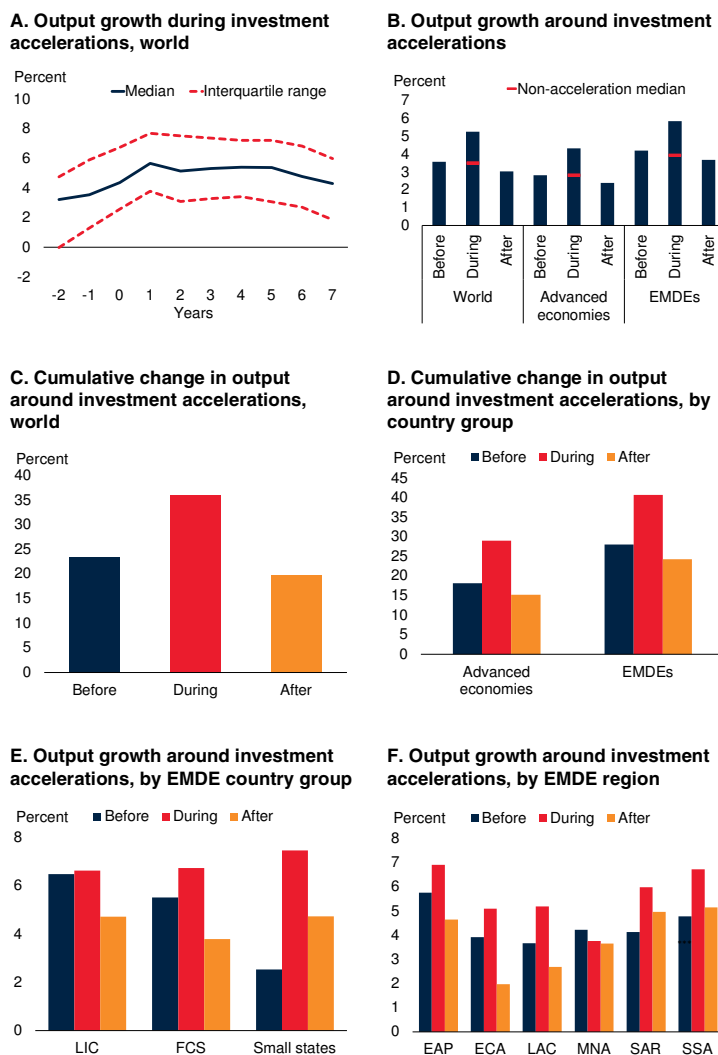 A. Output growth during investment
accelerations, world
Percent
Median
Interquartile range
10
8
6
4
2
0
-2
-2 -1 0 1 2 3 4 5 6 7
Years
B. Output growth around investment
accelerations
Percent
Non-acceleration median
7
6
5
4
3
2
1
0
Before During After Before During After Before During After
World Advanced economies EMDEs
C. Cumulative change in output
around investment accelerations,
world
Percent
40
35
30
25
20
15
10
5
0
Before During After
D. Cumulative change in output
around investment accelerations, by
country group
Percent
Before During After
45
40
35
30
25
20
15
10
5
0
Advanced
economies
EMDEs
E. Output growth around investment
accelerations, by EMDE country group
Percent
Before During After
8
6
4
2
0
LIC FCS Small states
F. Output growth around investment
accelerations, by EMDE region
Percent
Before During After
8
7
6
5
4
3
2
1
0
EAP ECA LAC MNA SAR SSA